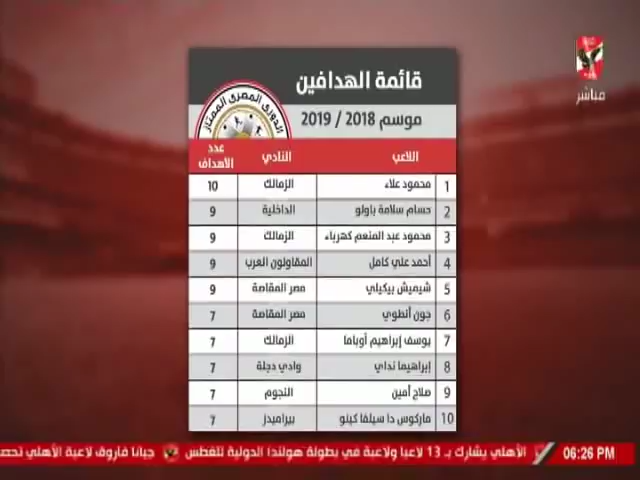 قائمة الهدافين
موسم 2018 / 2019
الدوري المصري الممتاز
مباشر
اللاعب النادي عدد الأهداف
1 محمود علاء الزمالك 10
2 حسام سلامة باولو الداخلية 9
3 محمود عبد المنعم كهرباء الزمالك 9
4 أحمد علي كامل المقاولون العرب 9
5 شيميش بيكيلي مصر المقاصة 9
6 جون أنطوي مصر المقاصة 7
7 يوسف إبراهيم أوباما الزمالك 7
8 إبراهيما نداي وادي دجلة 7
9 صلاح أمين النجوم 7
10 ماركوس دا سيلفا كينو بيراميدز 7
06:26 PM
الأهلي يشارك بـ 13 لاعبا ولاعبة في بطولة هولندا الدولية للغطس
جيانا فاروق لاعبة الأهلي تحص